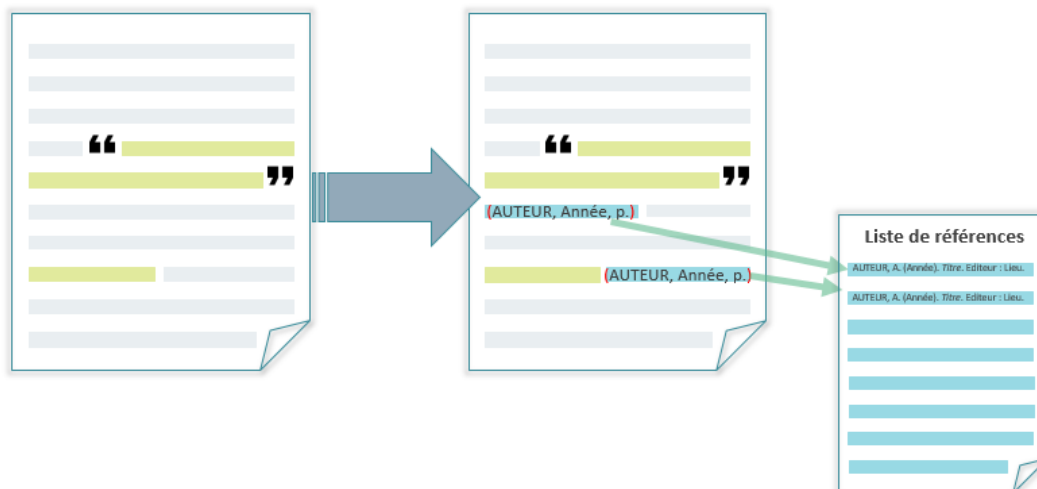 “ 
”
“
”
(AUTEUR, Année, p.)
(AUTEUR, Année, p.)
Liste de références
AUTEUR, A. (Année). Titre. Editeur : Lieu.
AUTEUR, A. (Année). Titre. Editeur : Lieu.